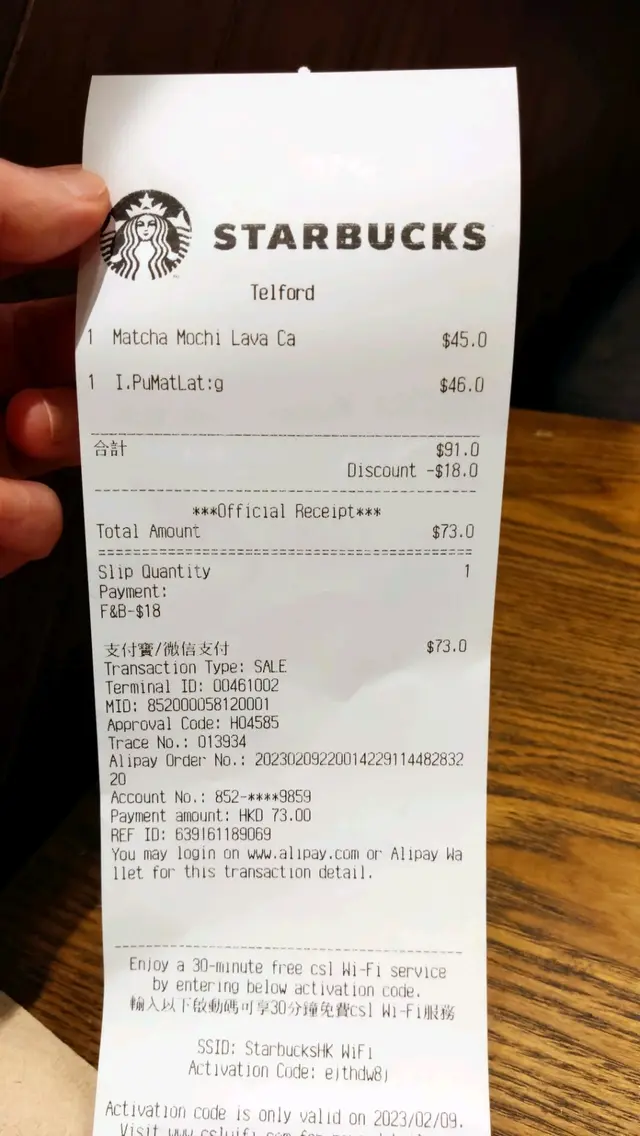 STARBUCKS
Telford
1 Matcha Mochi Lava Ca $45.0
1 I.PuMatLat:g $46.0
合計 $91.0
Discount -$18.0
***Official Receipt***
Total Amount $73.0
Slip Quantity 1
Payment:
F&B-$18
支付寶/微信支付 $73.0
Transaction Type: SALE
Terminal ID: 00461002
MID: 852000058120001
Approval Code: H04585
Trace No.: 013934
Alipay Order No.: 20230209220014229114482832
20
Account No.: 852-****9859
Payment amount: HKD 73.00
REF ID: 639161189069
You may login on www.alipay.com or Alipay Wa
llet for this transaction detail.
Enjoy a 30-minute free csl Wi-Fi service
by entering below activation code.
輸入以下啟動碼可享30分鐘免費csl Wi-Fi服務
SSID: StarbucksHK WiFi
Activation Code: ejthdw8j
Activation code is only valid on 2023/02/09.
Visit www.cslwifi.com for